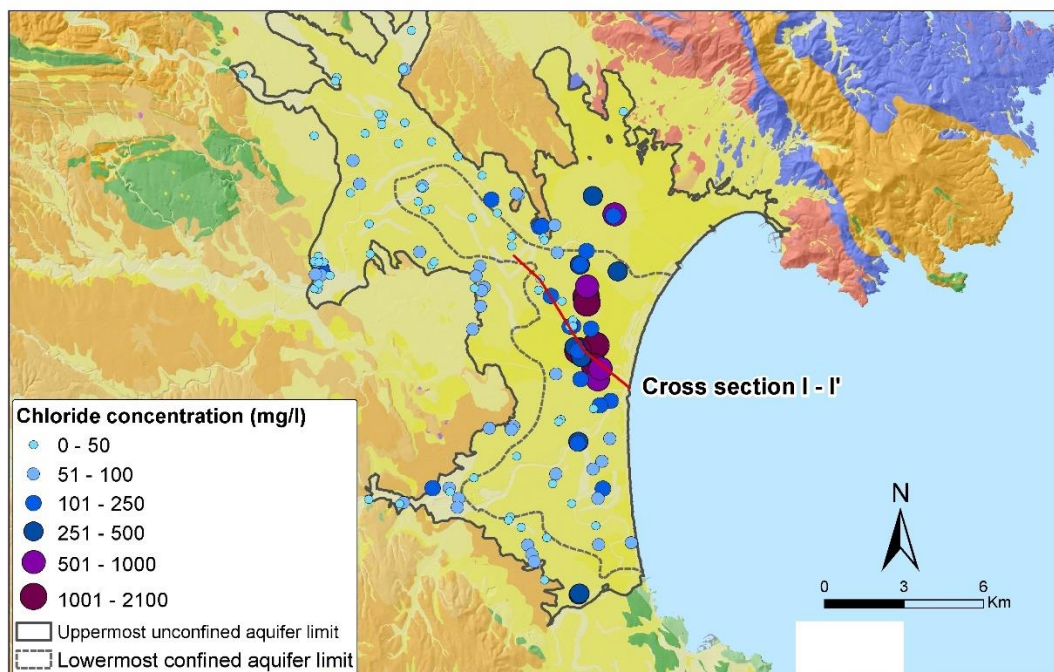 Cross section I - I'
Chloride concentration (mg/l)
0 - 50
51 - 100
101 - 250
251 - 500
501 - 1000
1001 - 2100
Uppermost unconfined aquifer limit
Lowermost confined aquifer limit
N
0 3 6
Km